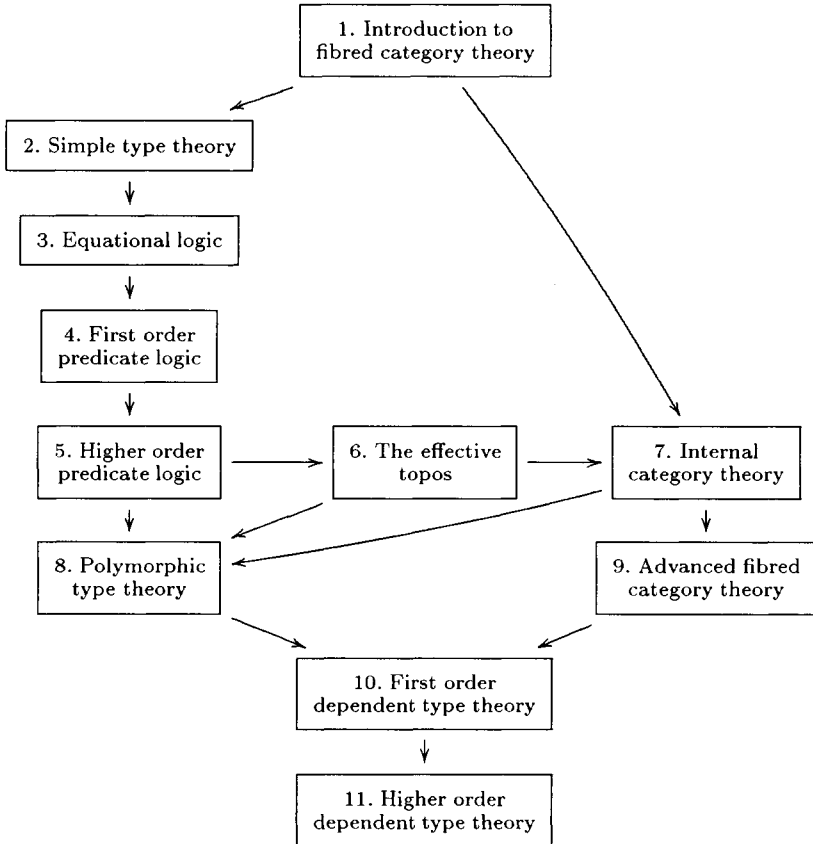 1. Introduction to
fibred category theory
2. Simple type theory
3. Equational logic
4. First order
predicate logic
5. Higher order
predicate logic
6. The effective
topos
7. Internal
category theory
8. Polymorphic
type theory
9. Advanced fibred
category theory
10. First order
dependent type theory
11. Higher order
dependent type theory